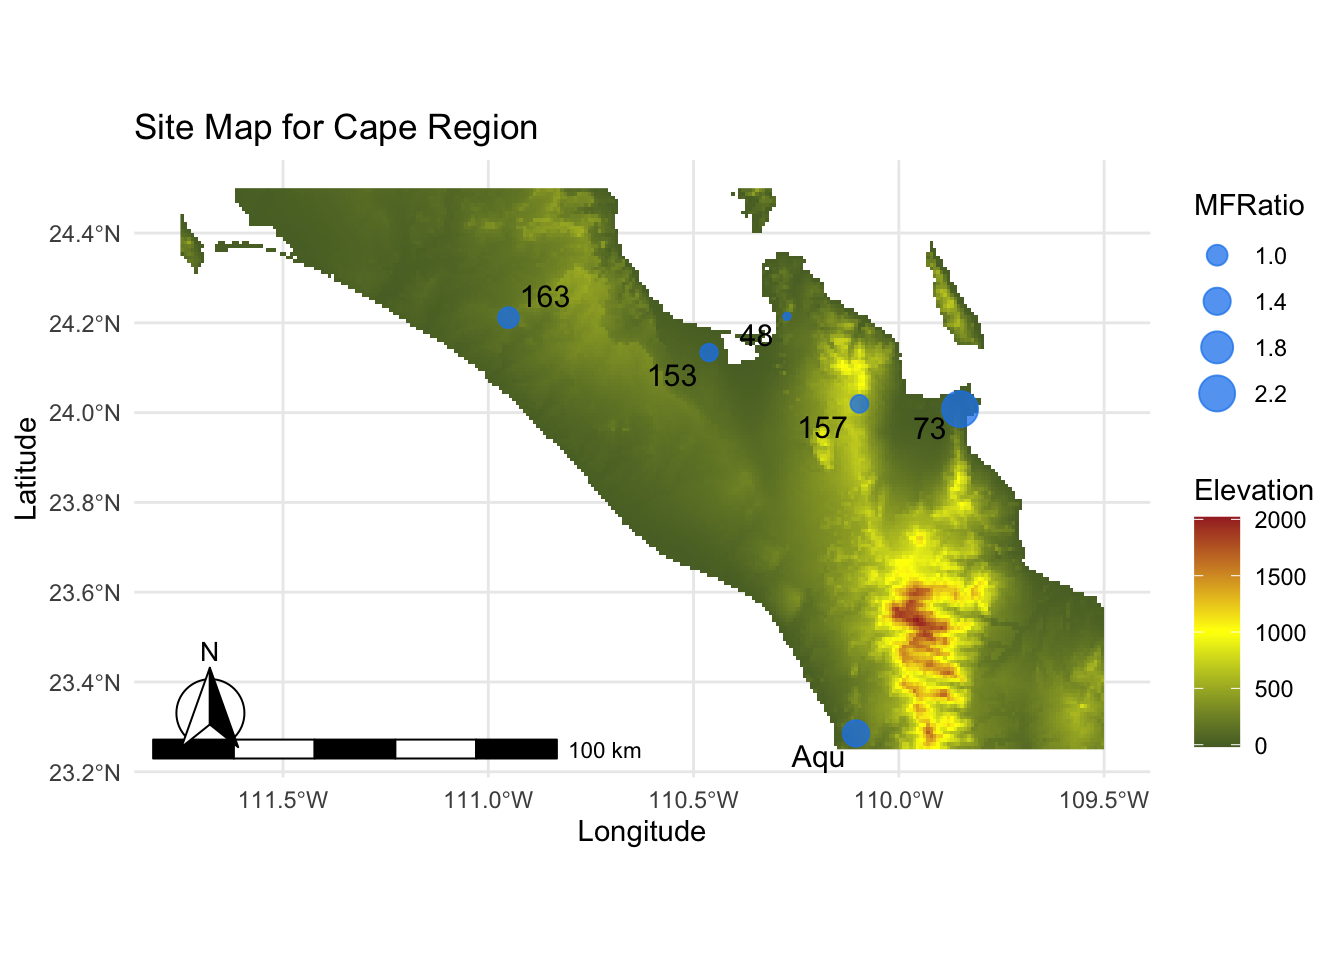 Site Map for Cape Region
Latitude
24.4°N
24.2°N
24.0°N
23.8°N
23.6°N
23.4°N
23.2°N
163
48
153
157
73
Aqu
N
100 km
111.5°W
111.0°W
110.5°W
110.0°W
109.5°W
Longitude
MFRatio
1.0
1.4
1.8
2.2
Elevation
2000
1500
1000
500
0